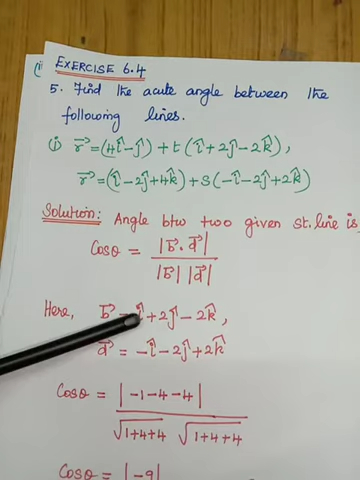 (i
EXERCISE 6.4
5. Find the acute angle between the
following lines.
(i) r⃗ = (4î - ĵ) + t (î + 2ĵ - 2k̂),
r⃗ = (î - 2ĵ + 4k̂) + s (-î - 2ĵ + 2k̂)
Solution: Angle btw two given st. line is
Cosθ = |b⃗ · d⃗| / |b⃗| |d⃗|
Here, b⃗ = î + 2ĵ - 2k̂,
d⃗ = -î - 2ĵ + 2k̂
Cosθ = |-1-4-4| / √1+4+4 √1+4+4
Cosθ = |-9|